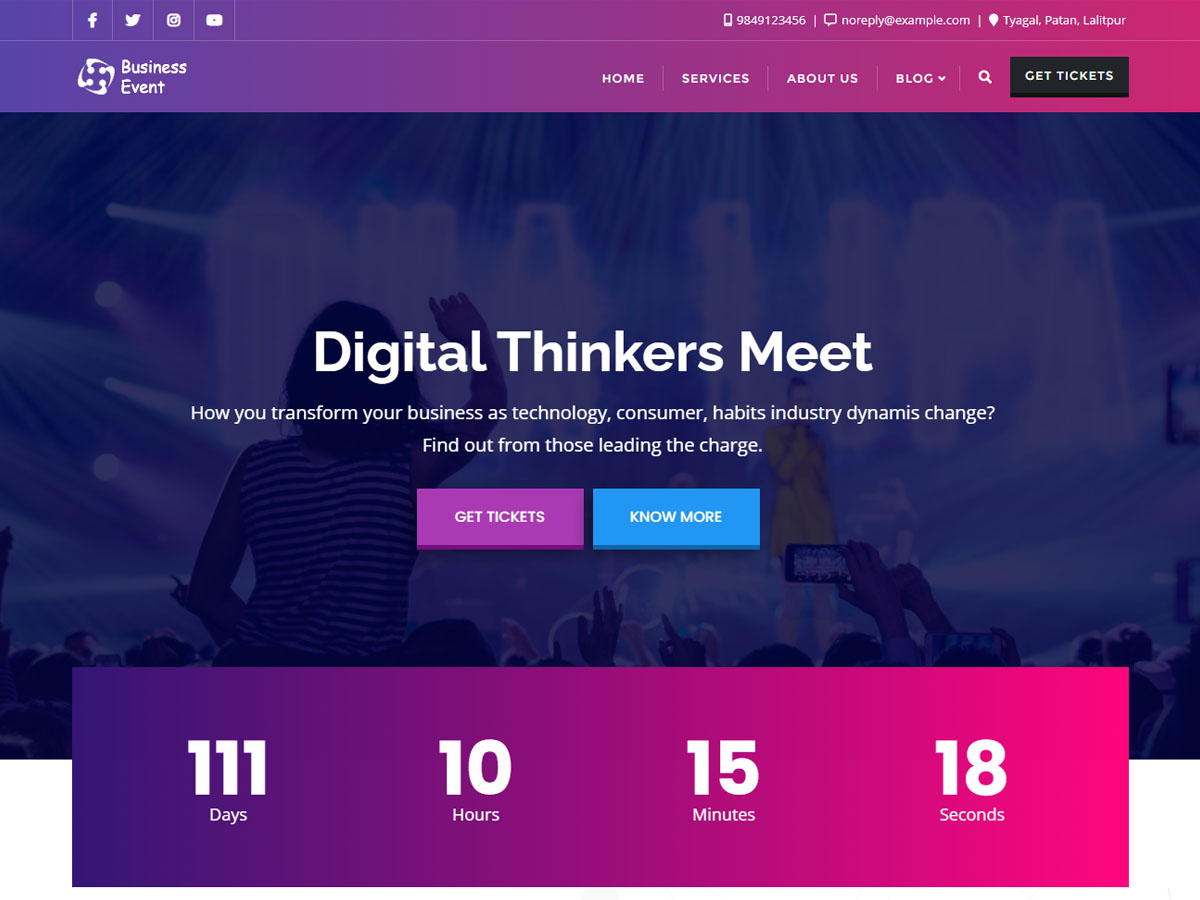 9849123456 | noreply@example.com | Tyagal, Patan, Lalitpur
Business
Event
HOME
SERVICES
ABOUT US
BLOG
GET TICKETS
Digital Thinkers Meet
How you transform your business as technology, consumer, habits industry dynamis change?
Find out from those leading the charge.
GET TICKETS
KNOW MORE
111
Days
10
Hours
15
Minutes
18
Seconds